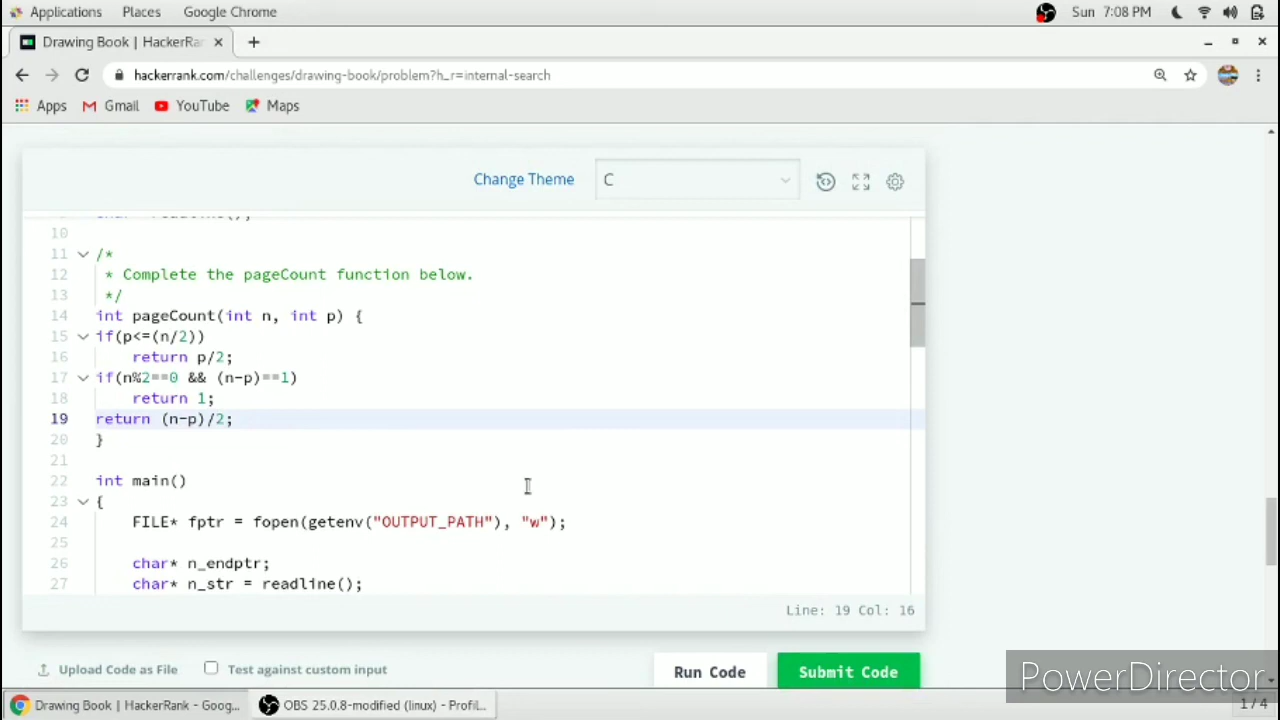 Applications Places Google Chrome Sun 7:08 PM
Drawing Book | HackerRan
hackerrank.com/challenges/drawing-book/problem?h_r=internal-search
Apps Gmail YouTube Maps
Change Theme C
10
11 /*
12 * Complete the pageCount function below.
13 */
14 int pageCount(int n, int p) {
15 if(p<=(n/2))
16 return p/2;
17 if(n%2==0 && (n-p)==1)
18 return 1;
19 return (n-p)/2;
20 }
21
22 int main()
23 {
24 FILE* fptr = fopen(getenv("OUTPUT_PATH"), "w");
25
26 char* n_endptr;
27 char* n_str = readline();
Line: 19 Col: 16
Upload Code as File Test against custom input Run Code Submit Code
PowerDirector
Drawing Book | HackerRank - Goog... OBS 25.0.8-modified (linux) - Profil... 1 / 4